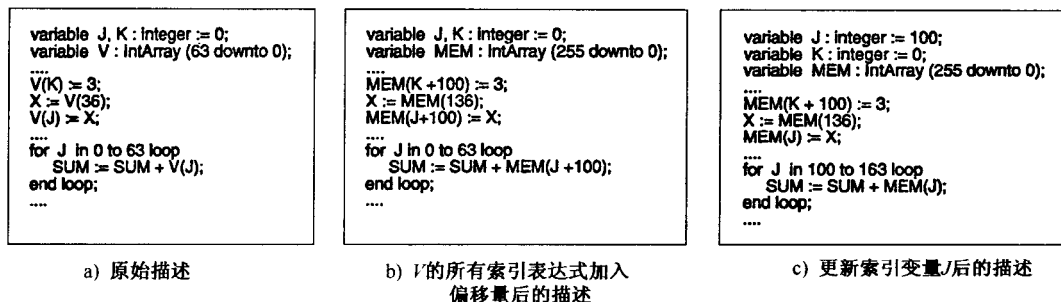 variable J, K : Integer := 0;
variable V : IntArray (63 downto 0);
....
V(K) := 3;
X := V(36);
V(J) := X;
....
for J in 0 to 63 loop
SUM := SUM + V(J);
end loop;
....
a) 原始描述
variable J, K : Integer := 0;
variable MEM : IntArray (255 downto 0);
....
MEM(K +100) := 3;
X := MEM(136);
MEM(J+100) := X;
....
for J in 0 to 63 loop
SUM := SUM + MEM(J +100);
end loop;
....
b) V的所有索引表达式加入
偏移量后的描述
variable J : integer := 100;
variable K : integer := 0;
variable MEM : IntArray (255 downto 0);
....
MEM(K + 100) := 3;
X := MEM(136);
MEM(J) := X;
....
for J in 100 to 163 loop
SUM := SUM + MEM(J);
end loop;
....
c) 更新索引变量J后的描述